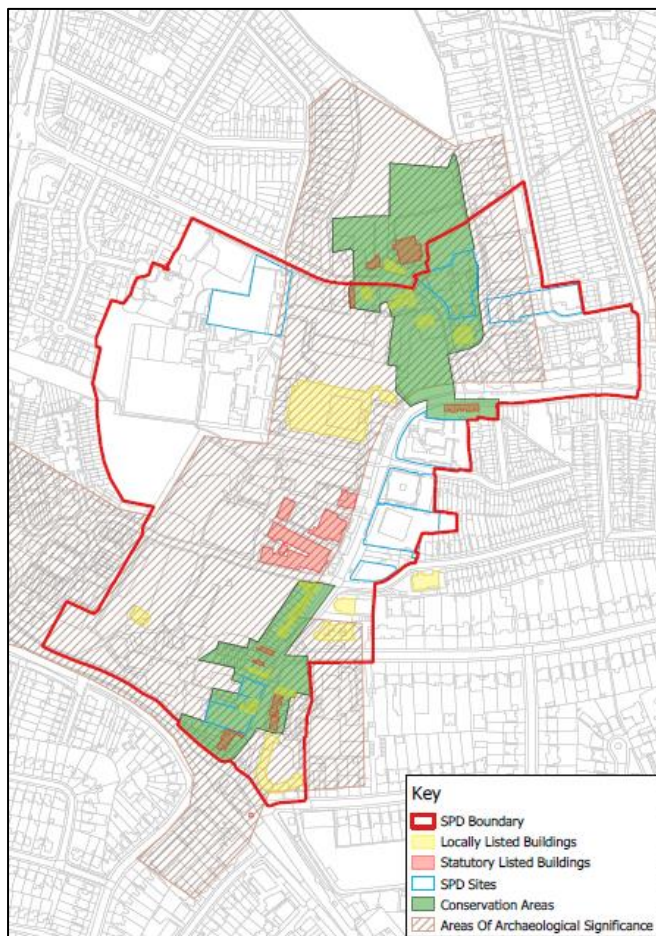 Key
SPD Boundary
Locally Listed Buildings
Statutory Listed Buildings
SPD Sites
Conservation Areas
Areas Of Archaeological Significance